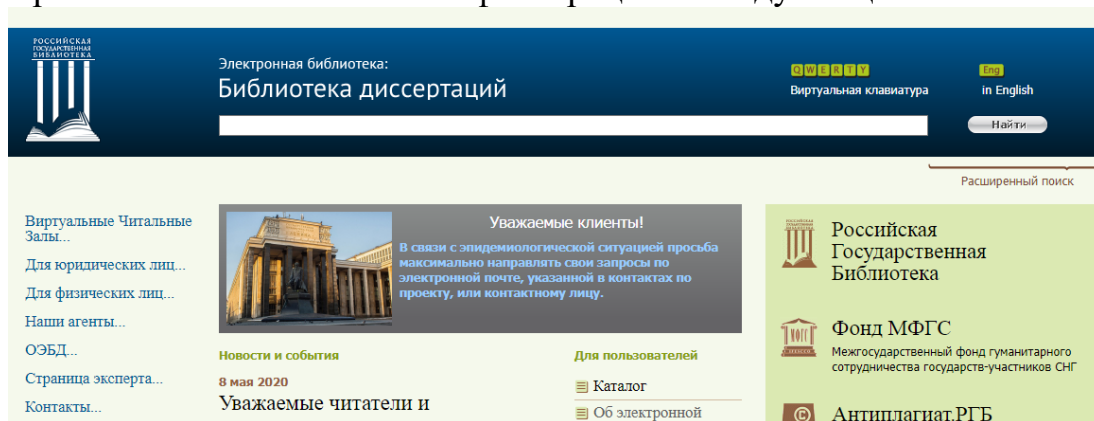 РОССИЙСКАЯ
ГОСУДАРСТВЕННАЯ
БИБЛИОТЕКА
Электронная библиотека:
Библиотека диссертаций
QWERTY
Виртуальная клавиатура
Eng
in English
Найти
Расширенный поиск
Виртуальные Читальные
Залы...
Для юридических лиц...
Для физических лиц...
Наши агенты...
ОЭБД...
Страница эксперта...
Контакты...
Уважаемые клиенты!
В связи с эпидемиологической ситуацией просьба
максимально направлять свои запросы по
электронной почте, указанной в контактах по
проекту, или контактному лицу.
Новости и события
8 мая 2020
Уважаемые читатели и
Для пользователей
Каталог
Об электронной
Российская
Государственная
Библиотека
МФГС
Фонд МФГС
Межгосударственный фонд гуманитарного
сотрудничества государств-участников СНГ
©
Антиплагиат.РГБ